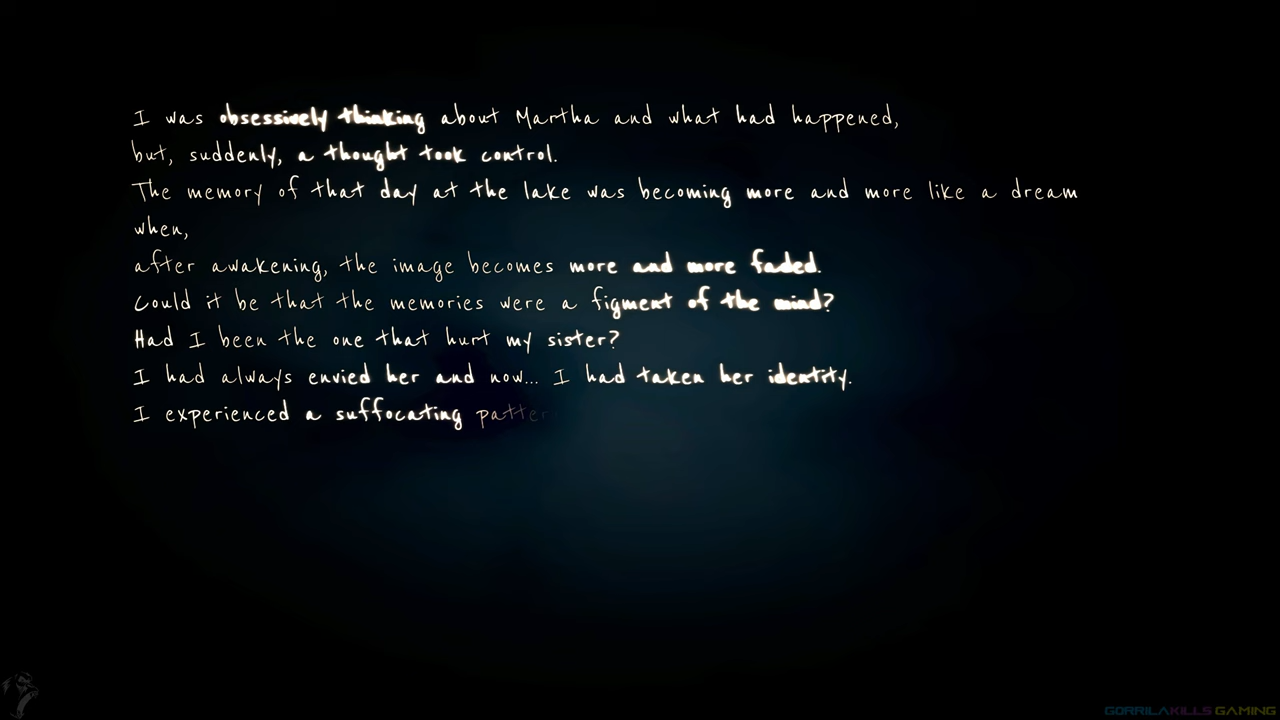 I was obsessively thinking about Martha and what had happened,
but, suddenly, a thought took control.
The memory of that day at the lake was becoming more and more like a dream
when,
after awakening, the image becomes more and more faded.
Could it be that the memories were a figment of the mind?
Had I been the one that hurt my sister?
I had always envied her and now... I had taken her identity.
I experienced a suffocating patter
GORRILAKILLS GAMING